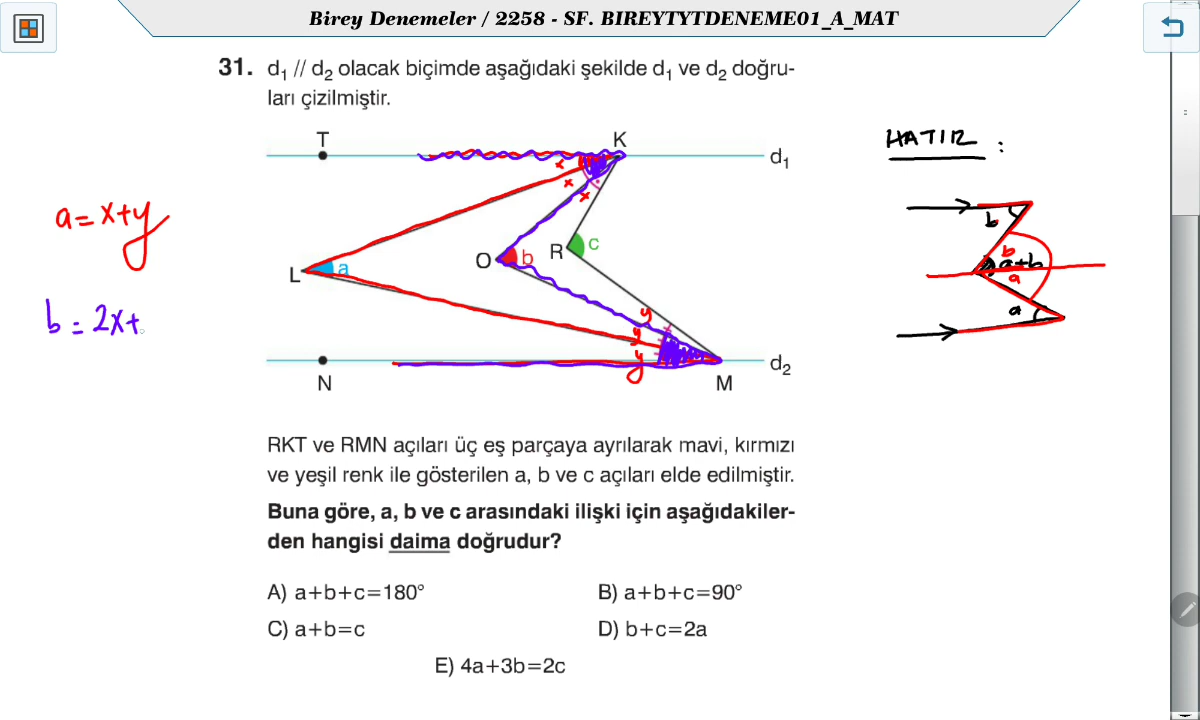 Birey Denemeler / 2258 - SF. BIREYTYTDENEME01_A_MAT
31. d₁ // d₂ olacak biçimde aşağıdaki şekilde d₁ ve d₂ doğru-
ları çizilmiştir.
T K
d₁
HATIR :
x
x
x
b
a=x+y
R c
O b
L a
b
a+b
a
a
b = 2x+
y
y
y
d₂
N M
RKT ve RMN açıları üç eş parçaya ayrılarak mavi, kırmızı
ve yeşil renk ile gösterilen a, b ve c açıları elde edilmiştir.
Buna göre, a, b ve c arasındaki ilişki için aşağıdakiler-
den hangisi daima doğrudur?
A) a+b+c=180° B) a+b+c=90°
C) a+b=c D) b+c=2a
E) 4a+3b=2c